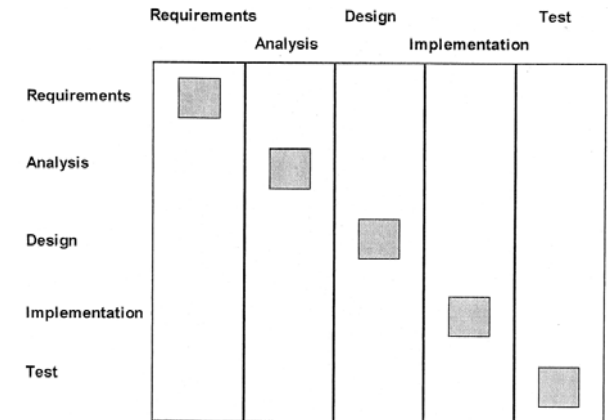 Requirements Design Test
Analysis Implementation
Requirements
Analysis
Design
Implementation
Test